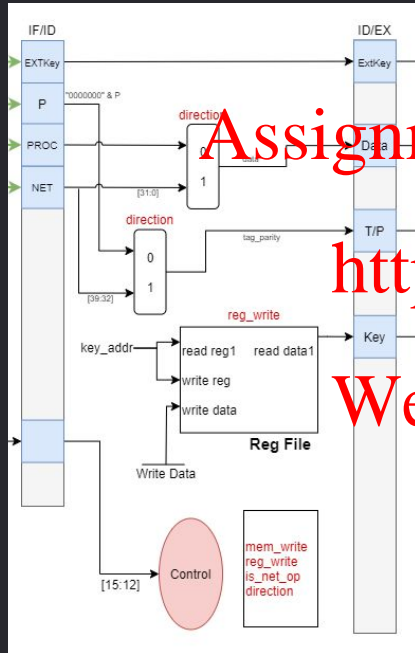 IF/ID
ID/EX
EXTKey
ExtKey
P
"0000000" & P
direction
PROC
0
1
data
Data
NET
[31:0]
direction
0
1
tag_parity
T/P
[39:32]
reg_write
key_addr
read reg1
read data1
Key
write reg
write data
Reg File
Write Data
Control
[15:12]
mem_write
reg_write
is_net_op
direction
Assignm
htt
We